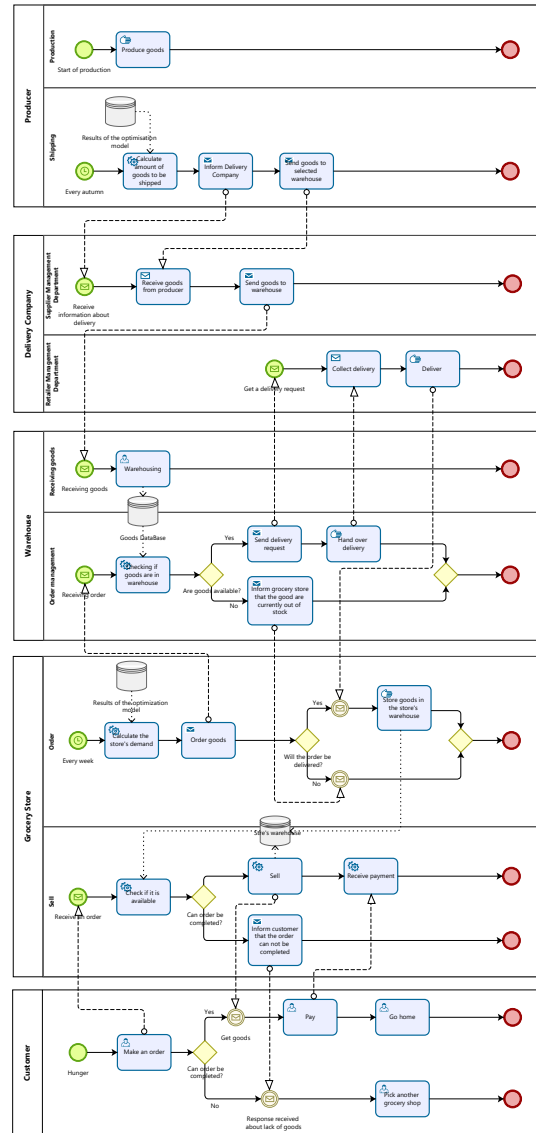 Producer
Production
Start of production
Produce goods
Shipping
Results of the optimisation
model
Every autumn
Calculate
amount of
goods to be
shipped
Inform Delivery
Company
Send goods to
selected
warehouse
Delivery Company
Supplier Management
Department
Receive
information about
delivery
Receive goods
from producer
Send goods to
warehouse
Retailer Management
Department
Get a delivery request
Collect delivery
Deliver
Warehouse
Receiving goods
Receiving goods
Warehousing
Goods DataBase
Order management
Receiving order
Checking if
goods are in
warehouse
Are goods available?
Yes
No
Send delivery
request
Hand over
delivery
Inform grocery store
that the good are
currently out of
stock
Grocery Store
Order
Results of the optimization
model
Every week
Calculate the
store's demand
Order goods
Will the order be
delivered?
Yes
No
Store goods in
the store's
warehouse
Sell
Stre's warehouse
Receive an order
Check if it is
available
Can order be
completed?
Sell
Receive payment
Inform customer
that the order
can not be
completed
Customer
Hunger
Make an order
Can order be
completed?
Yes
No
Get goods
Pay
Go home
Response received
about lack of goods
Pick another
grocery shop